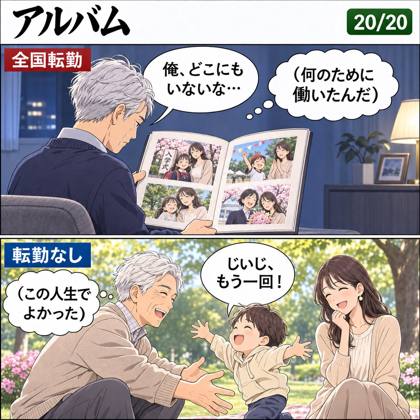 アルバム
20/20
全国転勤
俺、どこにも
いないな…
(何のために
働いたんだ)
転勤なし
(この人生で
よかった)
じいじ、
もう一回!